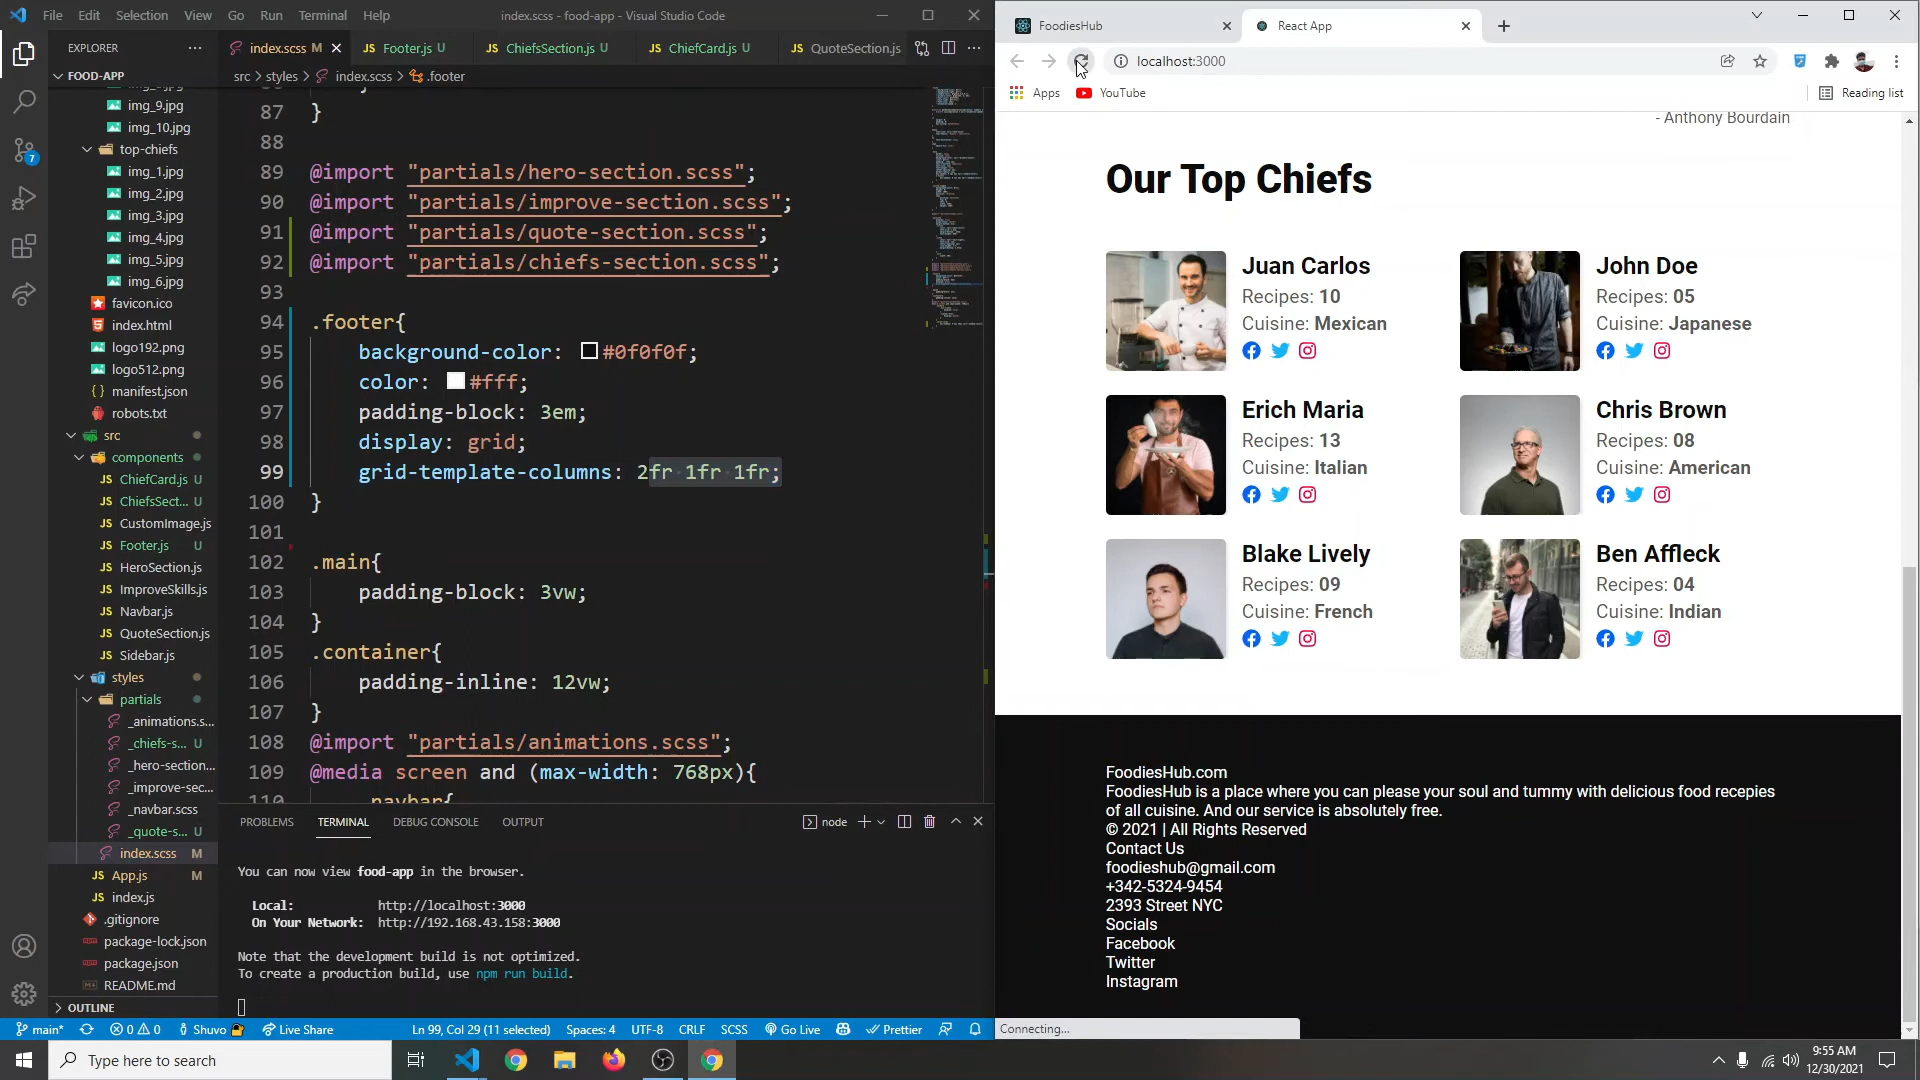 File Edit Selection View Go Run Terminal Help
index.scss - food-app - Visual Studio Code
EXPLORER
FOOD-APP
img_9.jpg
img_10.jpg
top-chiefs
img_1.jpg
img_2.jpg
img_3.jpg
img_4.jpg
img_5.jpg
img_6.jpg
favicon.ico
index.html
logo192.png
logo512.png
manifest.json
robots.txt
src
components
ChiefCard.js U
ChiefsSect... U
CustomImage.js
Footer.js U
HeroSection.js
ImproveSkills.js
Navbar.js
QuoteSection.js
Sidebar.js
styles
partials
_animations.s...
_chiefs-s... U
_hero-section...
_improve-sec...
_navbar.scss
_quote-s... U
index.scss M
App.js M
index.js
.gitignore
package-lock.json
package.json
README.md
OUTLINE
index.scss M
Footer.js U
ChiefsSection.js U
ChiefCard.js U
QuoteSection.js
src > styles > index.scss > .footer
87 }
88
89 @import "partials/hero-section.scss";
90 @import "partials/improve-section.scss";
91 @import "partials/quote-section.scss";
92 @import "partials/chiefs-section.scss";
93
94 .footer{
95 background-color: #0f0f0f;
96 color: #fff;
97 padding-block: 3em;
98 display: grid;
99 grid-template-columns: 2fr 1fr 1fr;
100 }
101
102 .main{
103 padding-block: 3vw;
104 }
105 .container{
106 padding-inline: 12vw;
107 }
108 @import "partials/animations.scss";
109 @media screen and (max-width: 768px){
110 .navbar{
PROBLEMS TERMINAL DEBUG CONSOLE OUTPUT
node
You can now view food-app in the browser.
Local: http://localhost:3000
On Your Network: http://192.168.43.158:3000
Note that the development build is not optimized.
To create a production build, use npm run build.
main* 0 0 Shuvo Live Share
Ln 99, Col 29 (11 selected) Spaces: 4 UTF-8 CRLF SCSS Go Live Prettier
FoodiesHub
React App
localhost:3000
Apps YouTube
Reading list
- Anthony Bourdain
Our Top Chiefs
Juan Carlos
Recipes: 10
Cuisine: Mexican
John Doe
Recipes: 05
Cuisine: Japanese
Erich Maria
Recipes: 13
Cuisine: Italian
Chris Brown
Recipes: 08
Cuisine: American
Blake Lively
Recipes: 09
Cuisine: French
Ben Affleck
Recipes: 04
Cuisine: Indian
FoodiesHub.com
FoodiesHub is a place where you can please your soul and tummy with delicious food recepies
of all cuisine. And our service is absolutely free.
© 2021 | All Rights Reserved
Contact Us
foodieshub@gmail.com
+342-5324-9454
2393 Street NYC
Socials
Facebook
Twitter
Instagram
Connecting...
Type here to search
9:55 AM
12/30/2021
7